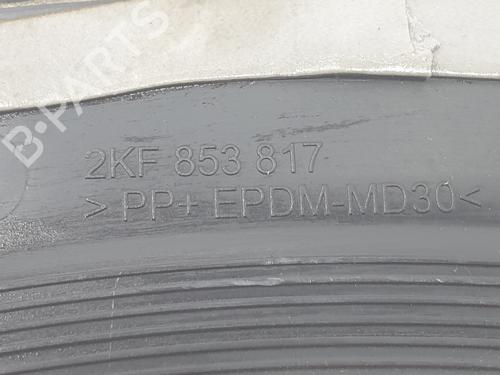 B-PARTS
2KF 853 817
> PP+ EPDM-MD30<